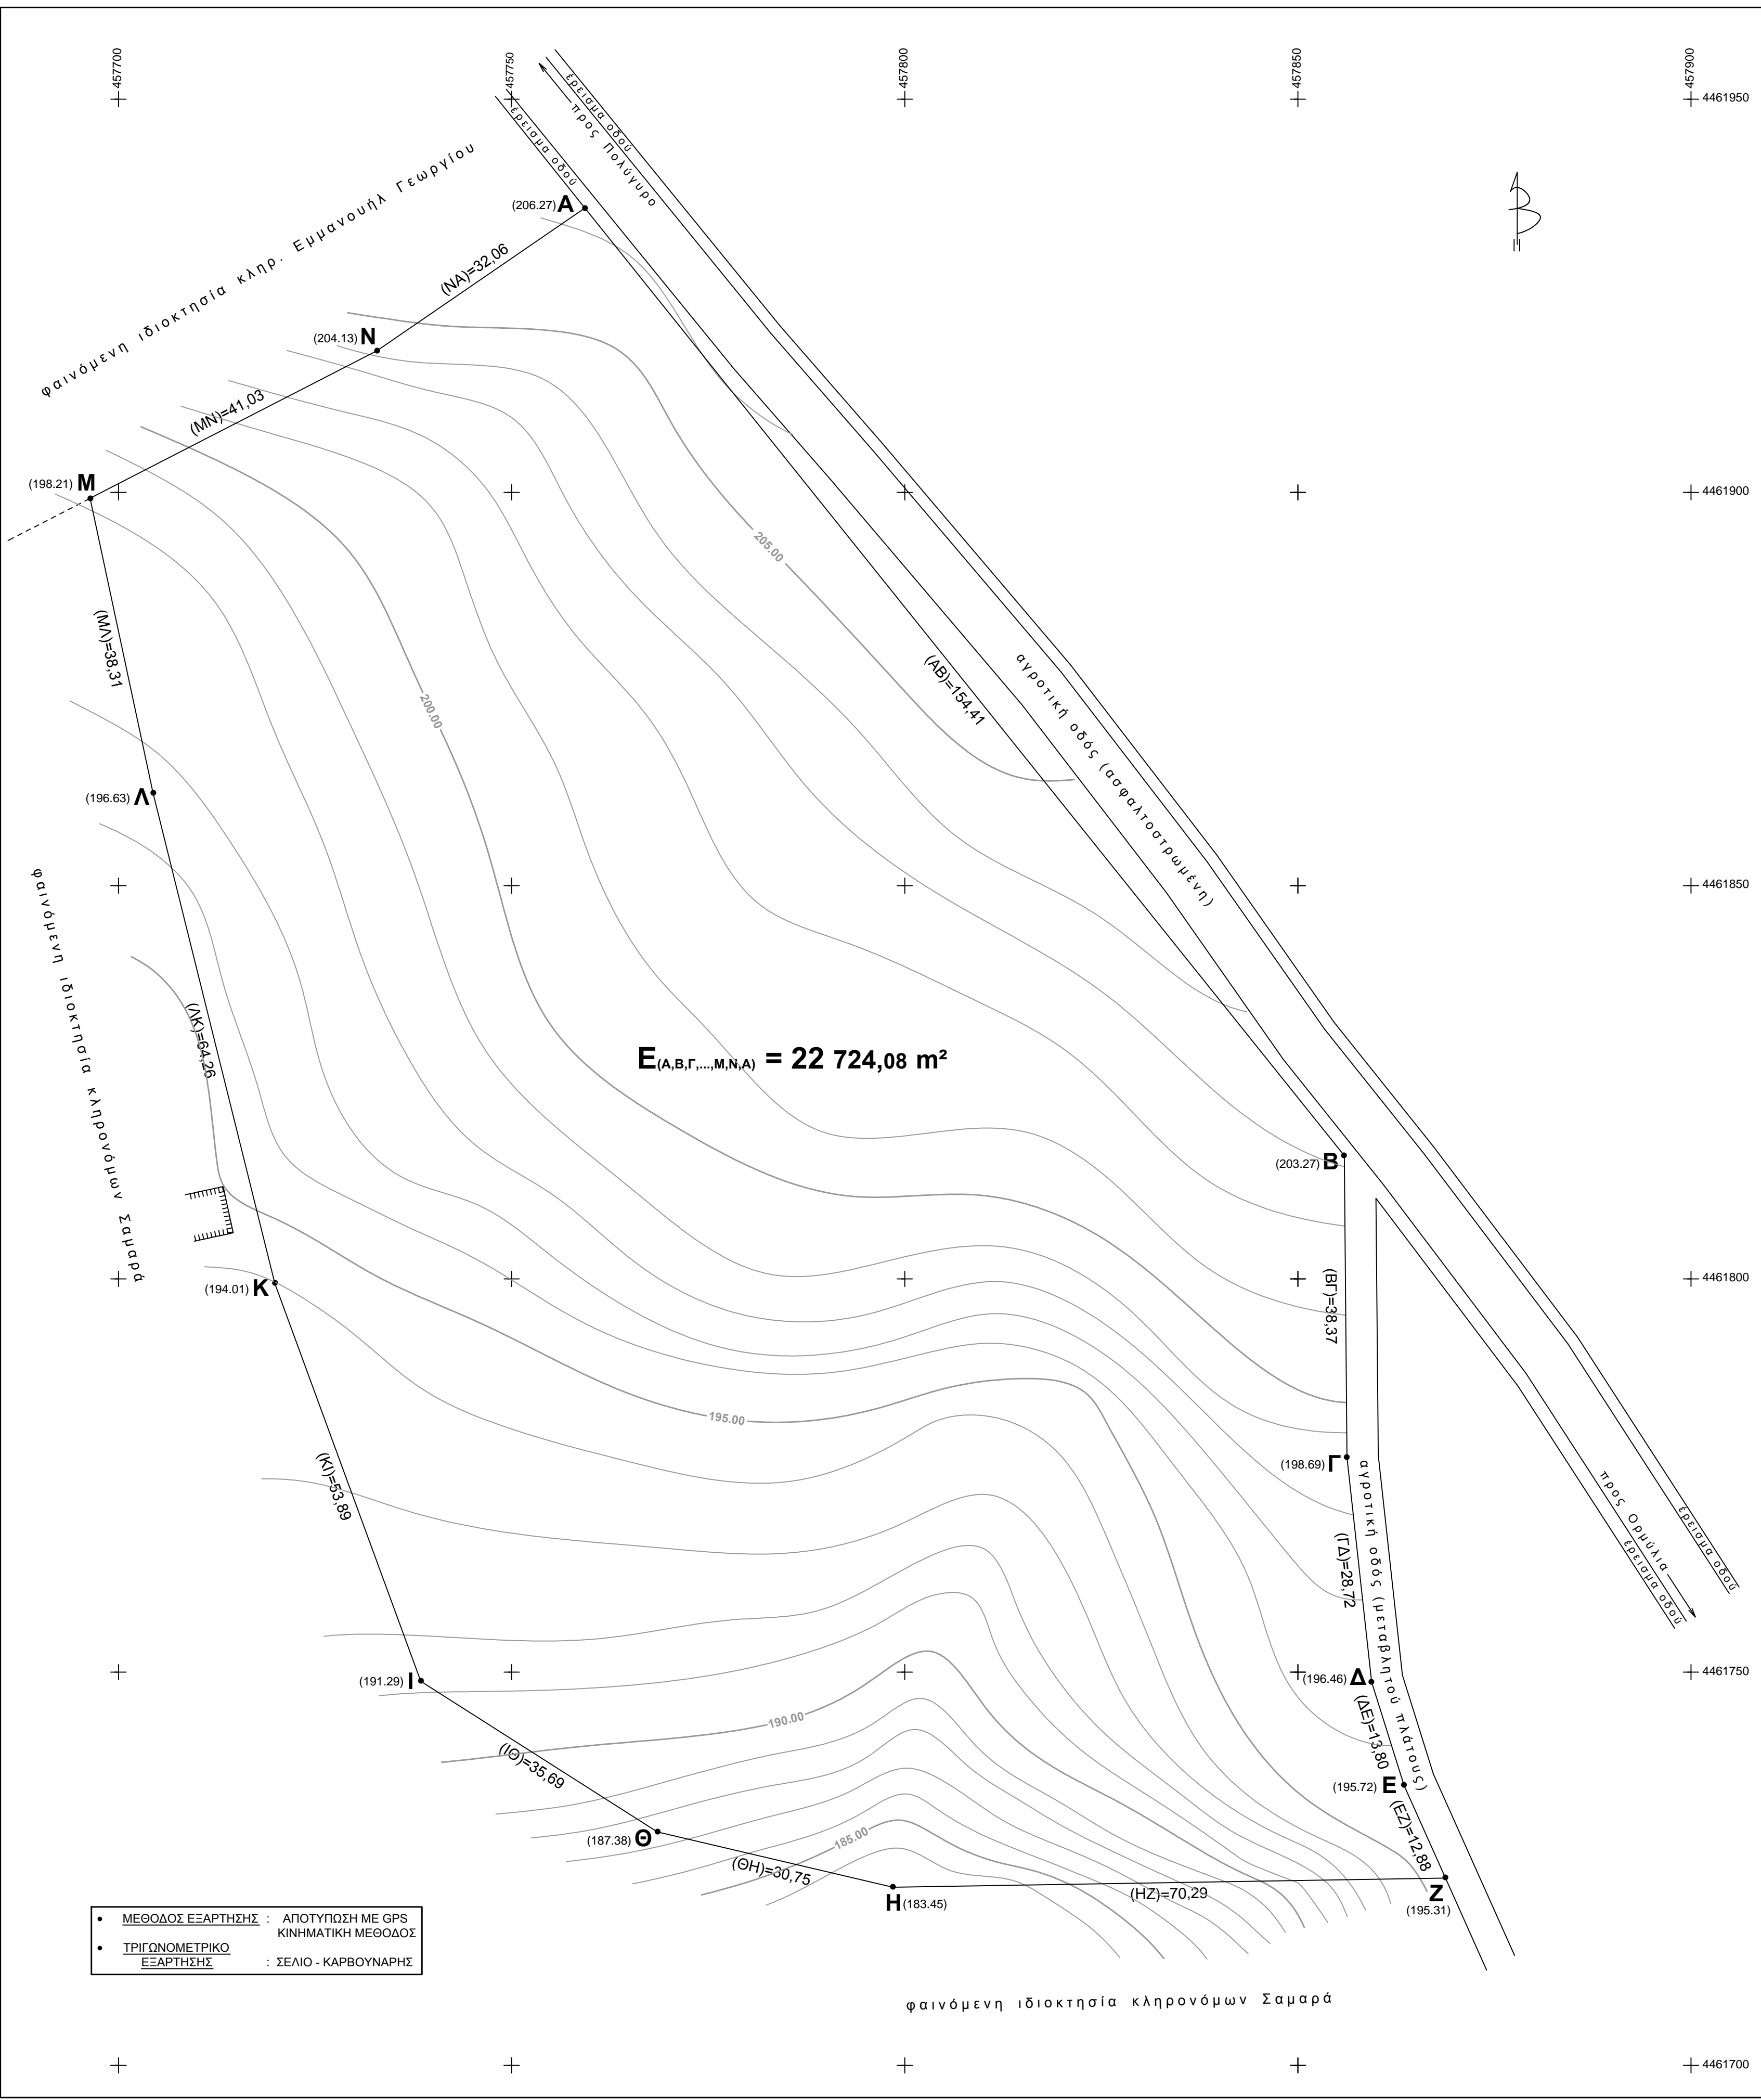 457700
457750
457800
457850
457900
4461950
έρεισμα οδού
προς Πολύγυρο
έρεισμα οδού
φαινόμενη ιδιοκτησία κληρ. Εμμανουήλ Γεωργίου
(206.27) Α
(ΝΑ)=32,06
(204.13) Ν
(ΜΝ)=41,03
(198.21) Μ
4461900
205.00
(ΜΛ)=38,31
200.00
(ΑΒ)=154,41
αγροτική οδός (ασφαλτοστρωμένη)
(196.63) Λ
4461850
φαινόμενη ιδιοκτησία κληρονόμων Σαμαρά
(ΛΚ)=64,26
Ε(Α,Β,Γ,...,Μ,Ν,Α) = 22 724,08 m²
(203.27) Β
(194.01) Κ
(ΒΓ)=38,37
4461800
195.00
(ΚΙ)=53,89
(198.69) Γ
αγροτική οδός (μεταβλητού πλάτους)
(ΓΔ)=28,72
προς Ορμύλια
έρεισμα οδού
έρεισμα οδού
(191.29) Ι
(196.46) Δ
4461750
190.00
(ΔΕ)=13,80
(ΙΘ)=35,69
(195.72) Ε
(187.38) Θ
185.00
(ΕΖ)=12,88
(ΘΗ)=30,75
(ΗΖ)=70,29
Η (183.45)
Ζ
(195.31)
• ΜΕΘΟΔΟΣ ΕΞΑΡΤΗΣΗΣ : ΑΠΟΤΥΠΩΣΗ ΜΕ GPS
ΚΙΝΗΜΑΤΙΚΗ ΜΕΘΟΔΟΣ
• ΤΡΙΓΩΝΟΜΕΤΡΙΚΟ
ΕΞΑΡΤΗΣΗΣ : ΣΕΛΙΟ - ΚΑΡΒΟΥΝΑΡΗΣ
φαινόμενη ιδιοκτησία κληρονόμων Σαμαρά
4461700